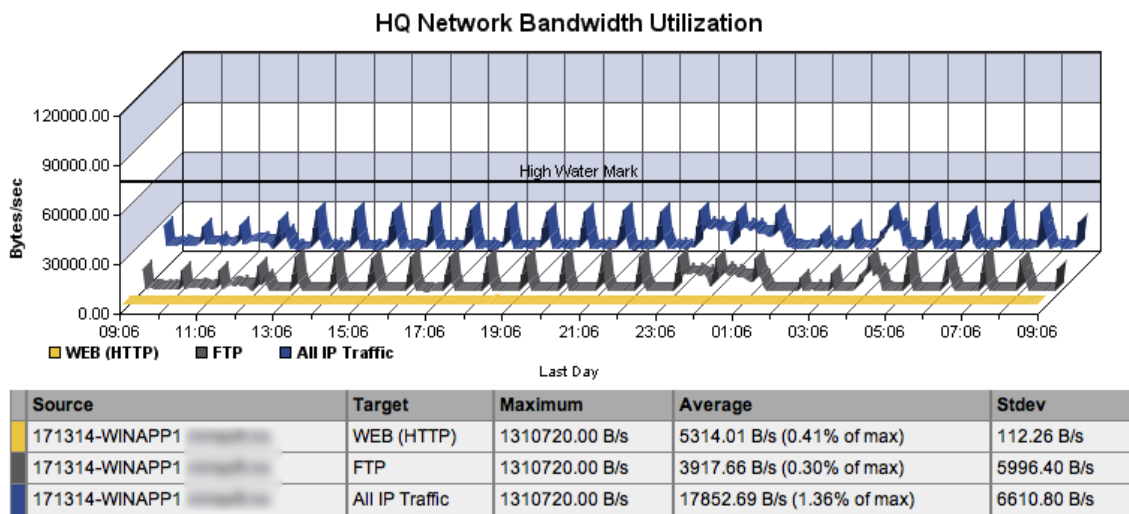 HQ Network Bandwidth Utilization
120000.00
90000.00
60000.00
30000.00
0.00
Bytes/sec
High Water Mark
09:06 11:06 13:06 15:06 17:06 19:06 21:06 23:06 01:06 03:06 05:06 07:06 09:06
WEB (HTTP) FTP All IP Traffic
Last Day
Source Target Maximum Average Stdev
171314-WINAPP1 WEB (HTTP) 1310720.00 B/s 5314.01 B/s (0.41% of max) 112.26 B/s
171314-WINAPP1 FTP 1310720.00 B/s 3917.66 B/s (0.30% of max) 5996.40 B/s
171314-WINAPP1 All IP Traffic 1310720.00 B/s 17852.69 B/s (1.36% of max) 6610.80 B/s